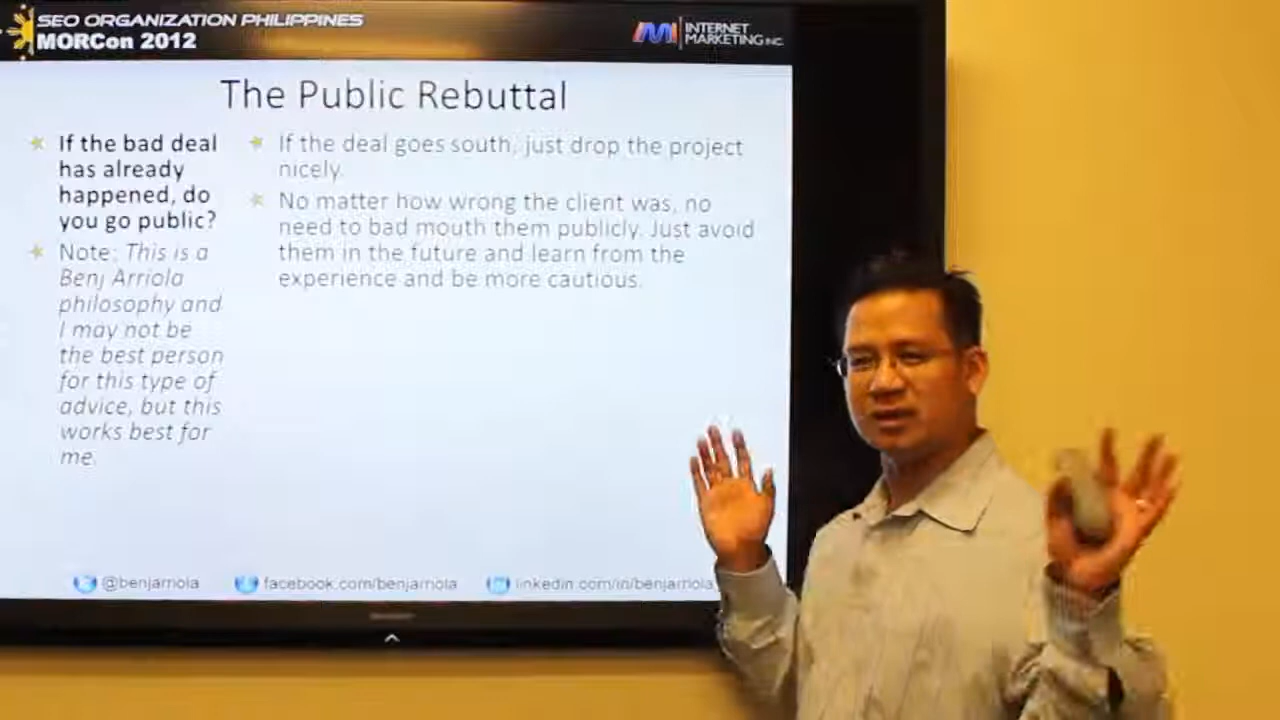 SEO ORGANIZATION PHILIPPINES
MORCon 2012
INTERNET
MARKETING INC.
The Public Rebuttal
If the bad deal
has already
happened, do
you go public?
Note: This is a
Benj Arriola
philosophy and
I may not be
the best person
for this type of
advice, but this
works best for
me.
If the deal goes south, just drop the project
nicely.
No matter how wrong the client was, no
need to bad mouth them publicly. Just avoid
them in the future and learn from the
experience and be more cautious.
@benjarriola
facebook.com/benjarriola
linkedin.com/in/benjarriola